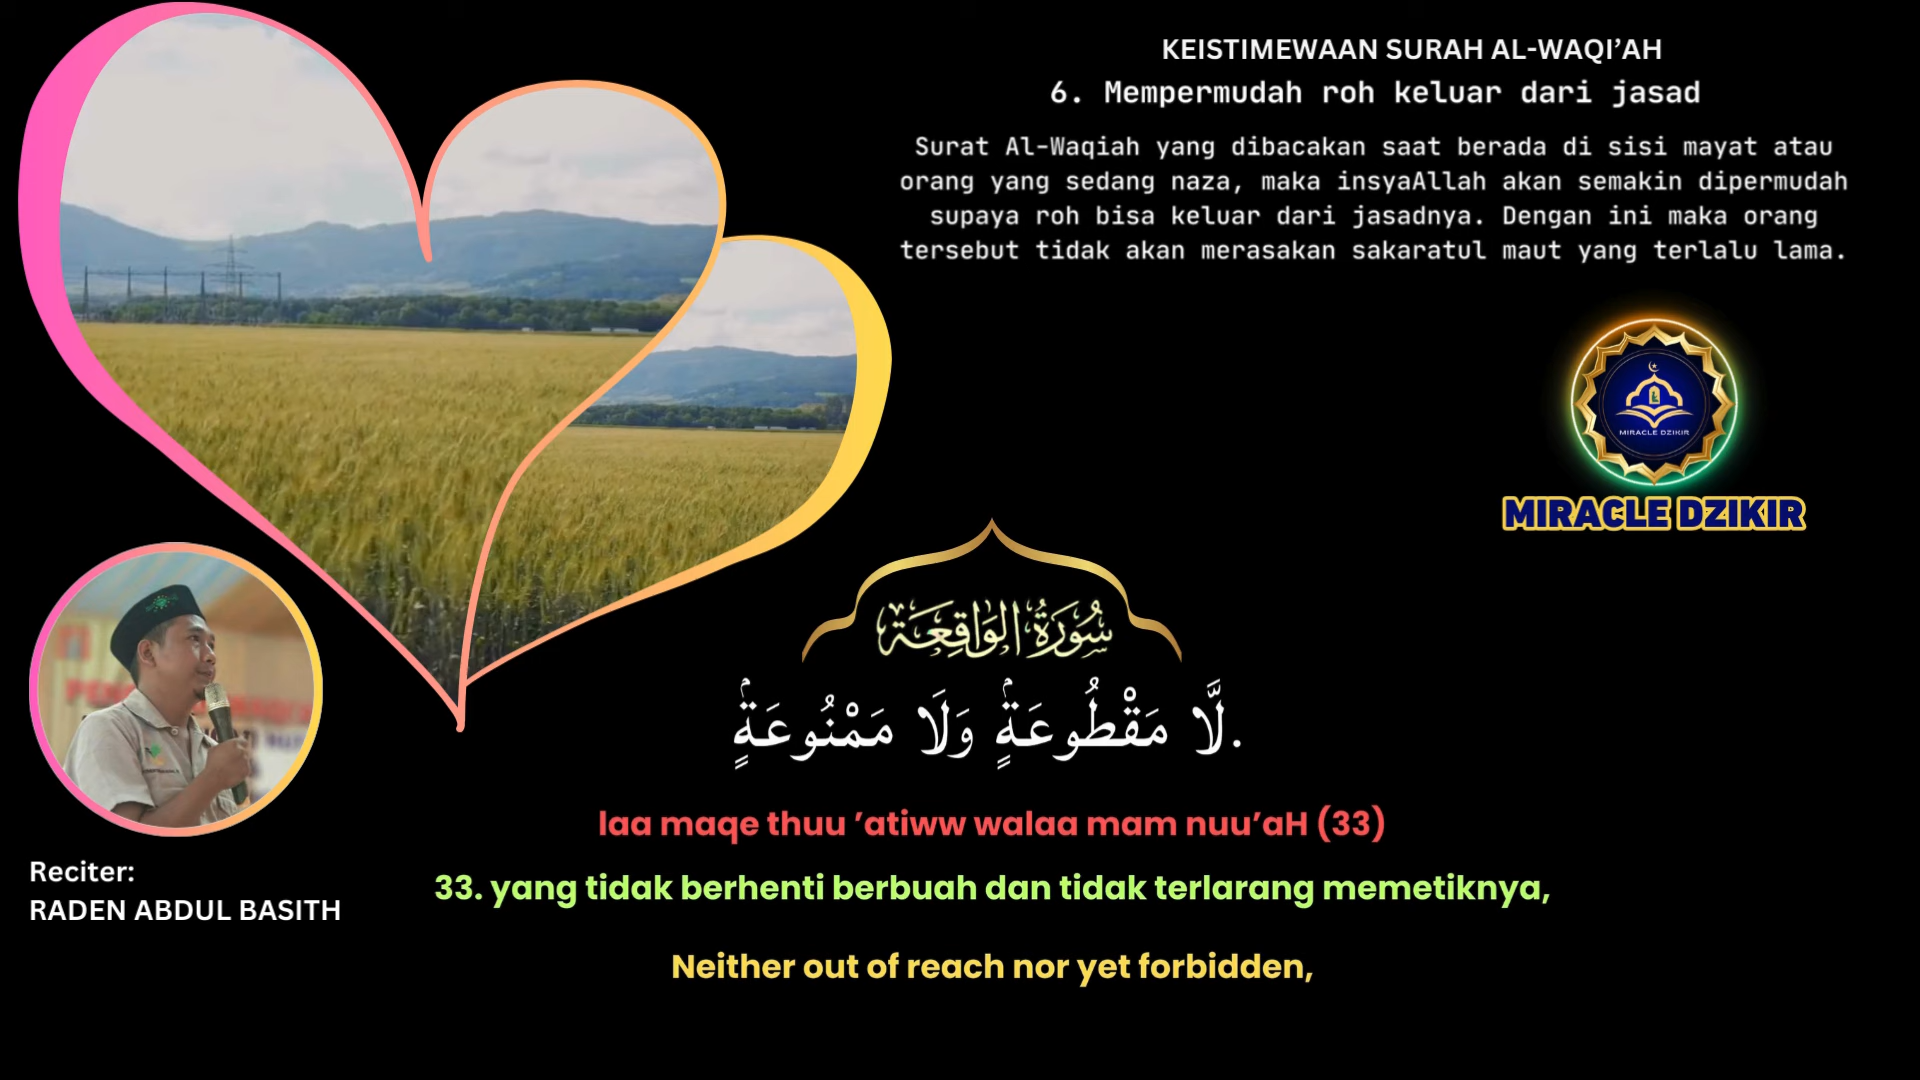 KEISTIMEWAAN SURAH AL-WAQI’AH
6. Mempermudah roh keluar dari jasad
Surat Al-Waqiah yang dibacakan saat berada di sisi mayat atau
orang yang sedang naza, maka insyaAllah akan semakin dipermudah
supaya roh bisa keluar dari jasadnya. Dengan ini maka orang
tersebut tidak akan merasakan sakaratul maut yang terlalu lama.
MIRACLE DZIKIR
MIRACLE DZIKIR
سُورَةُ الوَاقِعَة
لَّا مَقْطُوعَةٍۢ وَلَا مَمْنُوعَةٍۢ.
laa maqe thuu ’atiww walaa mam nuu’aH (33)
33. yang tidak berhenti berbuah dan tidak terlarang memetiknya,
Neither out of reach nor yet forbidden,
Reciter:
RADEN ABDUL BASITH